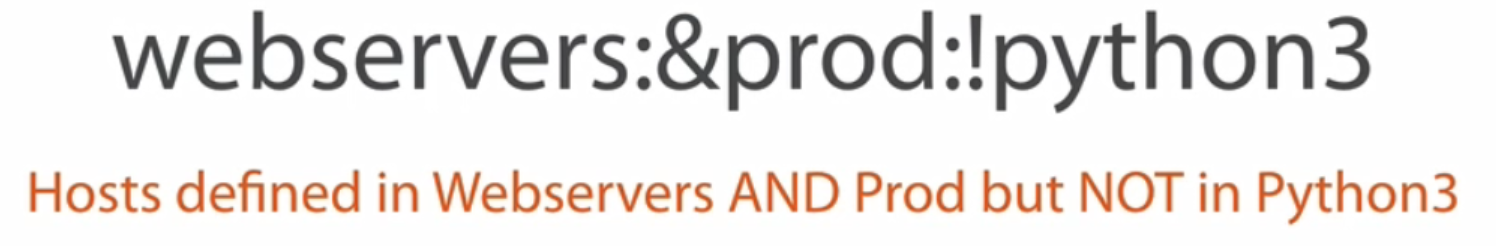 webservers:&prod:!python3
Hosts defined in Webservers AND Prod but NOT in Python3